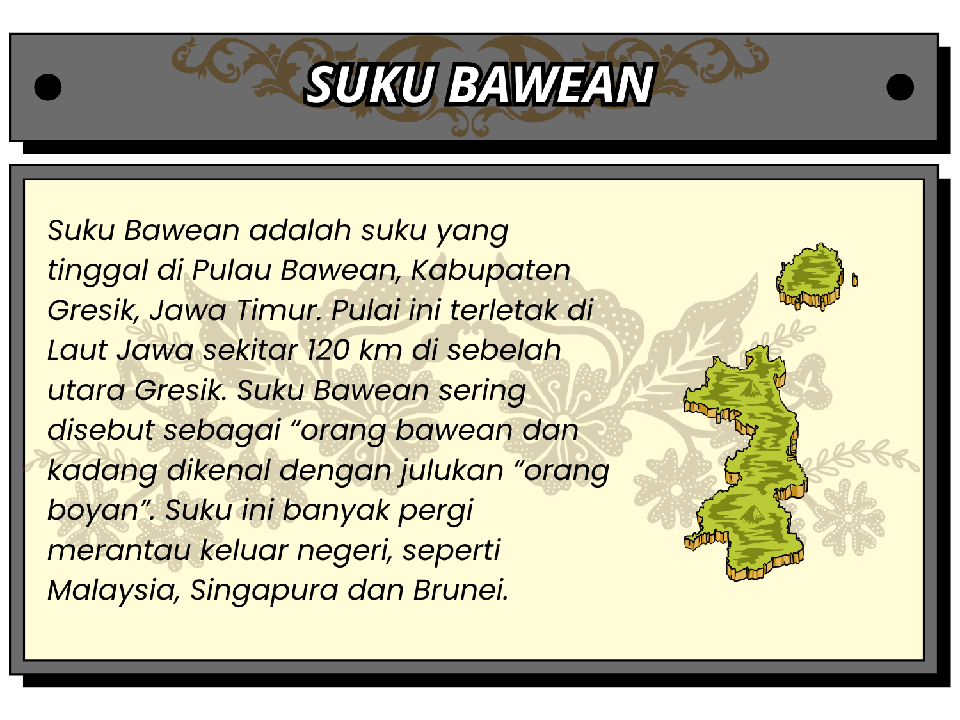 SUKU BAWEAN
Suku Bawean adalah suku yang
tinggal di Pulau Bawean, Kabupaten
Gresik, Jawa Timur. Pulai ini terletak di
Laut Jawa sekitar 120 km di sebelah
utara Gresik. Suku Bawean sering
disebut sebagai “orang bawean dan
kadang dikenal dengan julukan “orang
boyan”. Suku ini banyak pergi
merantau keluar negeri, seperti
Malaysia, Singapura dan Brunei.